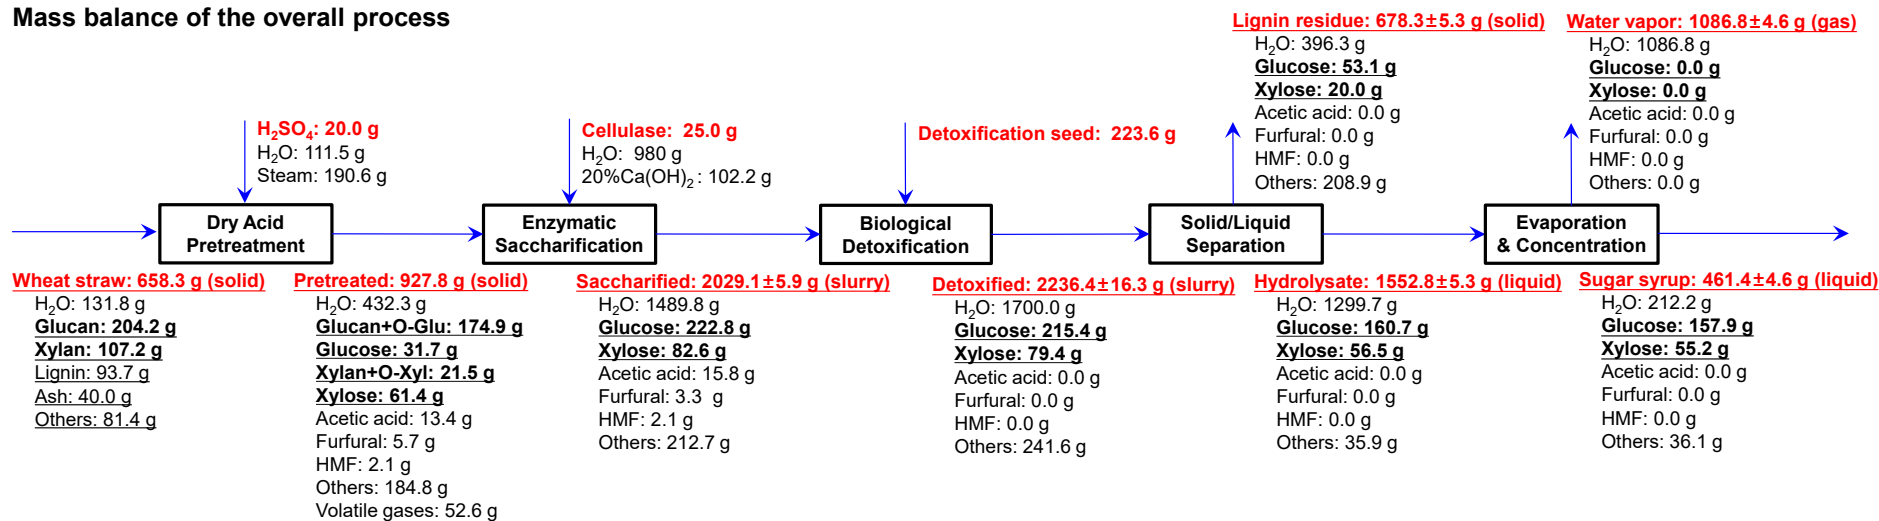 Mass balance of the overall process
Lignin residue: 678.3±5.3 g (solid)
H₂O: 396.3 g
Glucose: 53.1 g
Xylose: 20.0 g
Acetic acid: 0.0 g
Furfural: 0.0 g
HMF: 0.0 g
Others: 208.9 g
Water vapor: 1086.8±4.6 g (gas)
H₂O: 1086.8 g
Glucose: 0.0 g
Xylose: 0.0 g
Acetic acid: 0.0 g
Furfural: 0.0 g
HMF: 0.0 g
Others: 0.0 g
H₂SO₄: 20.0 g
H₂O: 111.5 g
Steam: 190.6 g
Cellulase: 25.0 g
H₂O: 980 g
20%Ca(OH)₂ : 102.2 g
Detoxification seed: 223.6 g
Dry Acid
Pretreatment
Enzymatic
Saccharification
Biological
Detoxification
Solid/Liquid
Separation
Evaporation
& Concentration
Wheat straw: 658.3 g (solid)
H₂O: 131.8 g
Glucan: 204.2 g
Xylan: 107.2 g
Lignin: 93.7 g
Ash: 40.0 g
Others: 81.4 g
Pretreated: 927.8 g (solid)
H₂O: 432.3 g
Glucan+O-Glu: 174.9 g
Glucose: 31.7 g
Xylan+O-Xyl: 21.5 g
Xylose: 61.4 g
Acetic acid: 13.4 g
Furfural: 5.7 g
HMF: 2.1 g
Others: 184.8 g
Volatile gases: 52.6 g
Saccharified: 2029.1±5.9 g (slurry)
H₂O: 1489.8 g
Glucose: 222.8 g
Xylose: 82.6 g
Acetic acid: 15.8 g
Furfural: 3.3 g
HMF: 2.1 g
Others: 212.7 g
Detoxified: 2236.4±16.3 g (slurry)
H₂O: 1700.0 g
Glucose: 215.4 g
Xylose: 79.4 g
Acetic acid: 0.0 g
Furfural: 0.0 g
HMF: 0.0 g
Others: 241.6 g
Hydrolysate: 1552.8±5.3 g (liquid)
H₂O: 1299.7 g
Glucose: 160.7 g
Xylose: 56.5 g
Acetic acid: 0.0 g
Furfural: 0.0 g
HMF: 0.0 g
Others: 35.9 g
Sugar syrup: 461.4±4.6 g (liquid)
H₂O: 212.2 g
Glucose: 157.9 g
Xylose: 55.2 g
Acetic acid: 0.0 g
Furfural: 0.0 g
HMF: 0.0 g
Others: 36.1 g